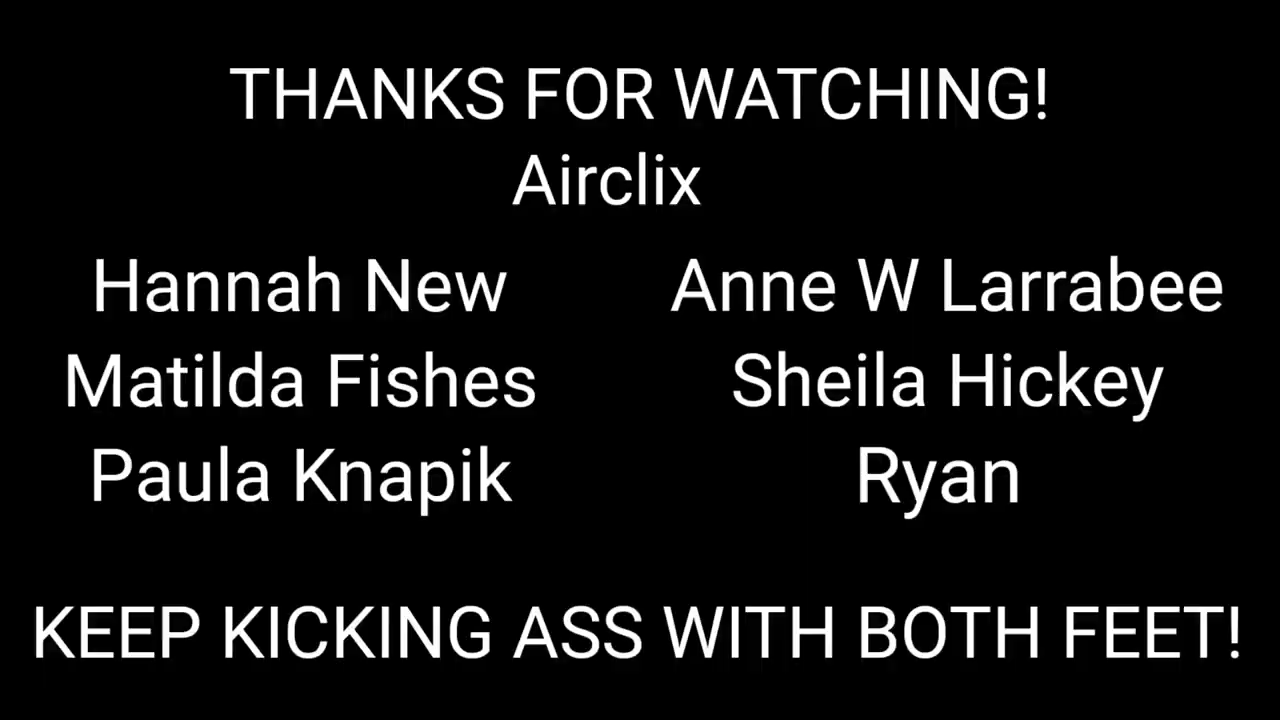 THANKS FOR WATCHING!
Airclix
Hannah New
Anne W Larrabee
Matilda Fishes
Sheila Hickey
Paula Knapik
Ryan
KEEP KICKING ASS WITH BOTH FEET!